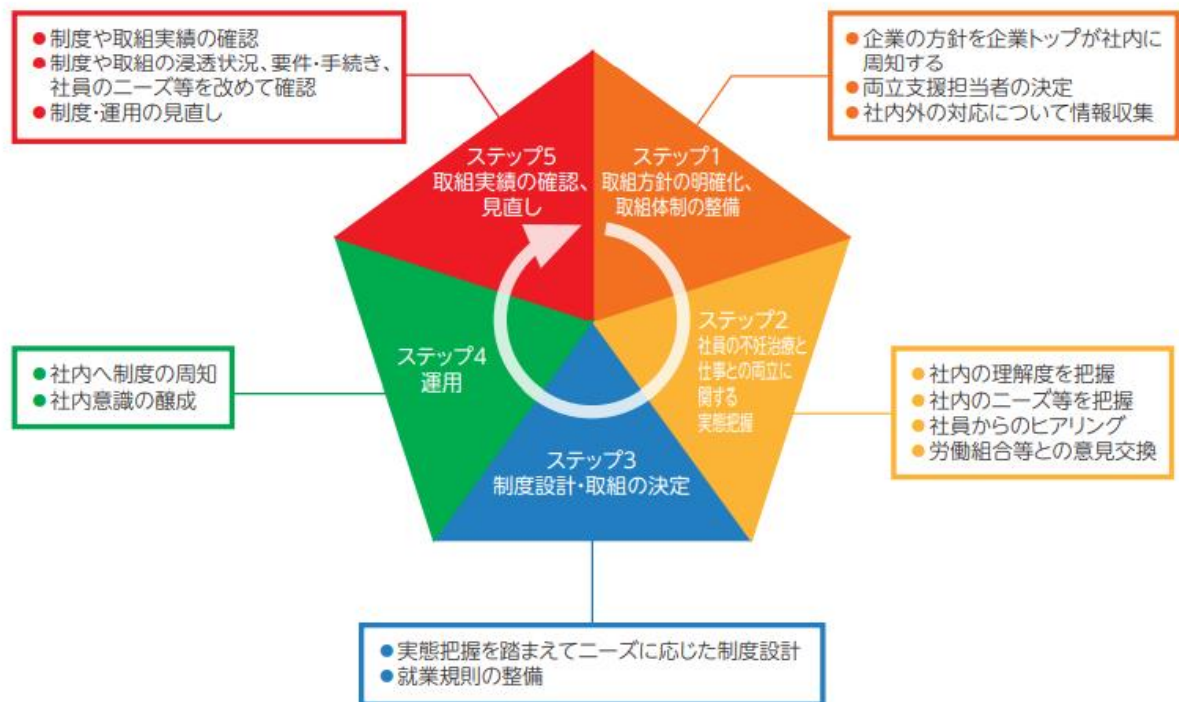 ●制度や取組実績の確認
●制度や取組の浸透状況、要件・手続き、
社員のニーズ等を改めて確認
●制度・運用の見直し
●企業の方針を企業トップが社内に
周知する
●両立支援担当者の決定
●社内外の対応について情報収集
ステップ5
取組実績の確認、
見直し
ステップ1
取組方針の明確化、
取組体制の整備
ステップ4
運用
ステップ2
社員の不妊治療と
仕事との両立に
関する
実態把握
●社内へ制度の周知
●社内意識の醸成
●社内の理解度を把握
●社内のニーズ等を把握
●社員からのヒアリング
●労働組合等との意見交換
ステップ3
制度設計・取組の決定
●実態把握を踏まえてニーズに応じた制度設計
●就業規則の整備